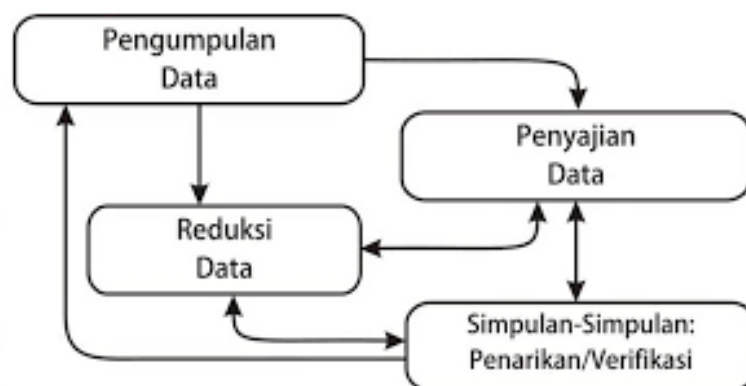 Pengumpulan
Data
Penyajian
Data
Reduksi
Data
Simpulan-Simpulan:
Penarikan/Verifikasi